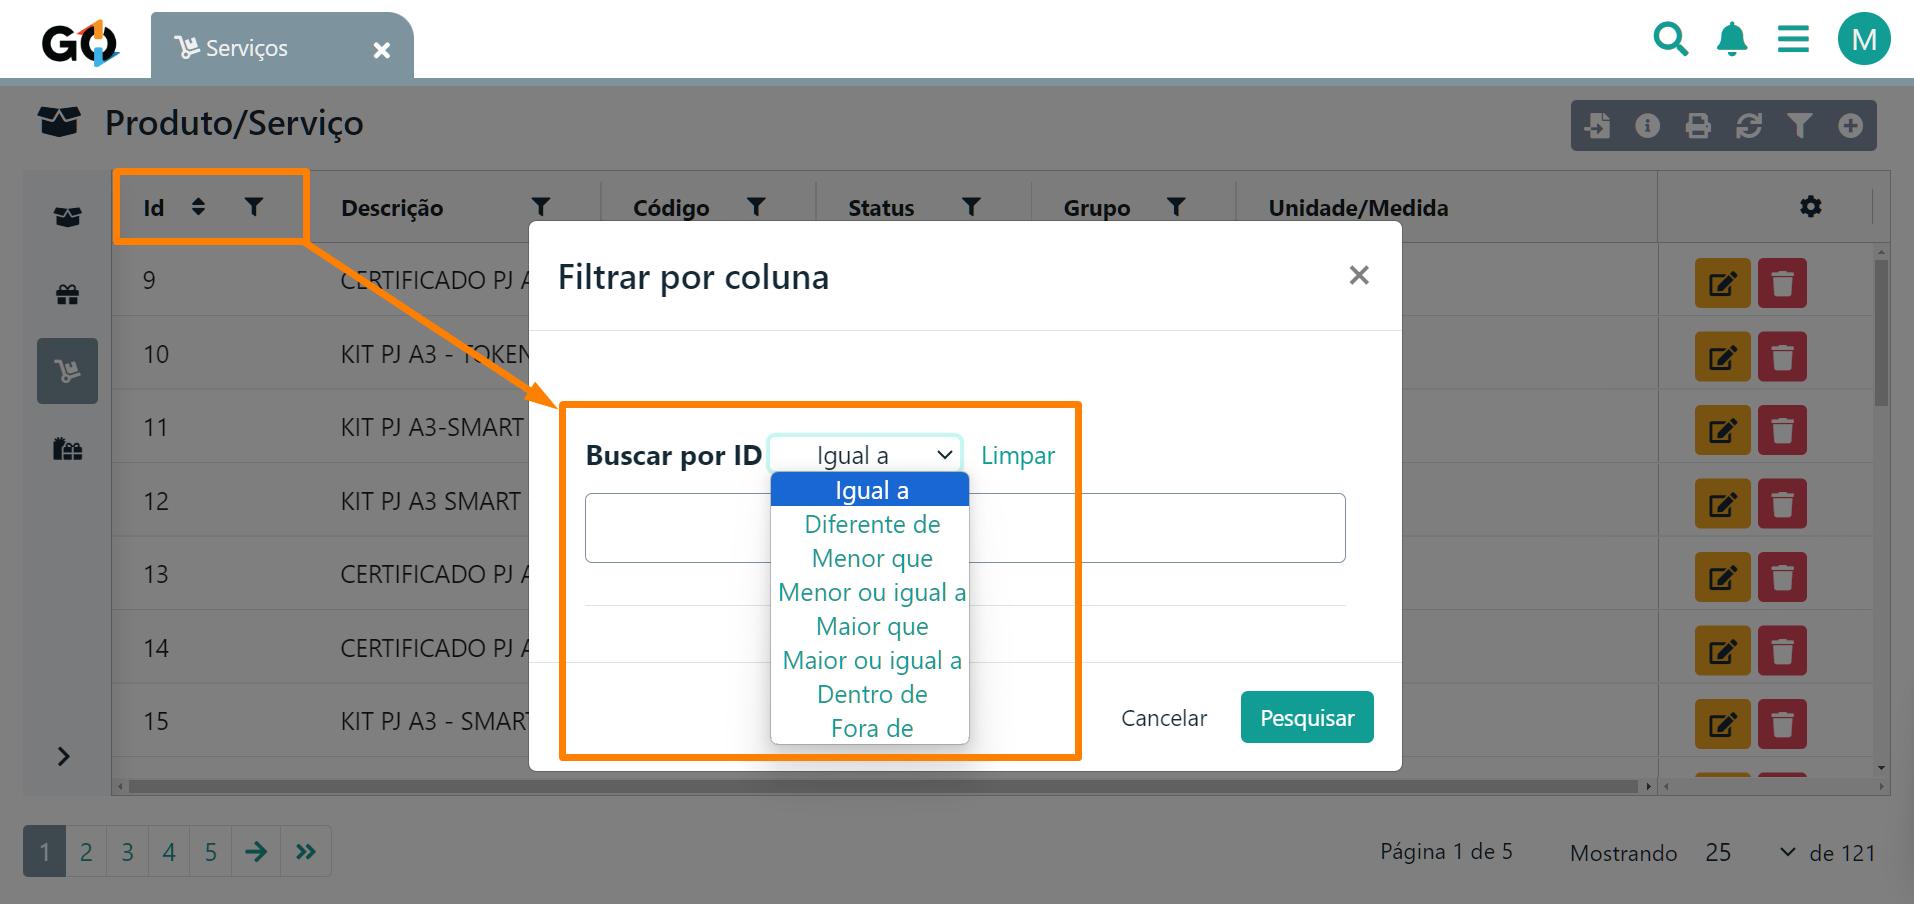 GO
Serviços
M
Produto/Serviço
Id
Descrição
Código
Status
Grupo
Unidade/Medida
9
CERTIFICADO PJ A
10
KIT PJ A3 - TOKEN
11
KIT PJ A3-SMART
12
KIT PJ A3 SMART
13
CERTIFICADO PJ A
14
CERTIFICADO PJ A
15
KIT PJ A3 - SMART
Filtrar por coluna
Buscar por ID
Igual a
Limpar
Igual a
Diferente de
Menor que
Menor ou igual a
Maior que
Maior ou igual a
Dentro de
Fora de
Cancelar
Pesquisar
1 2 3 4 5
Página 1 de 5
Mostrando 25 de 121